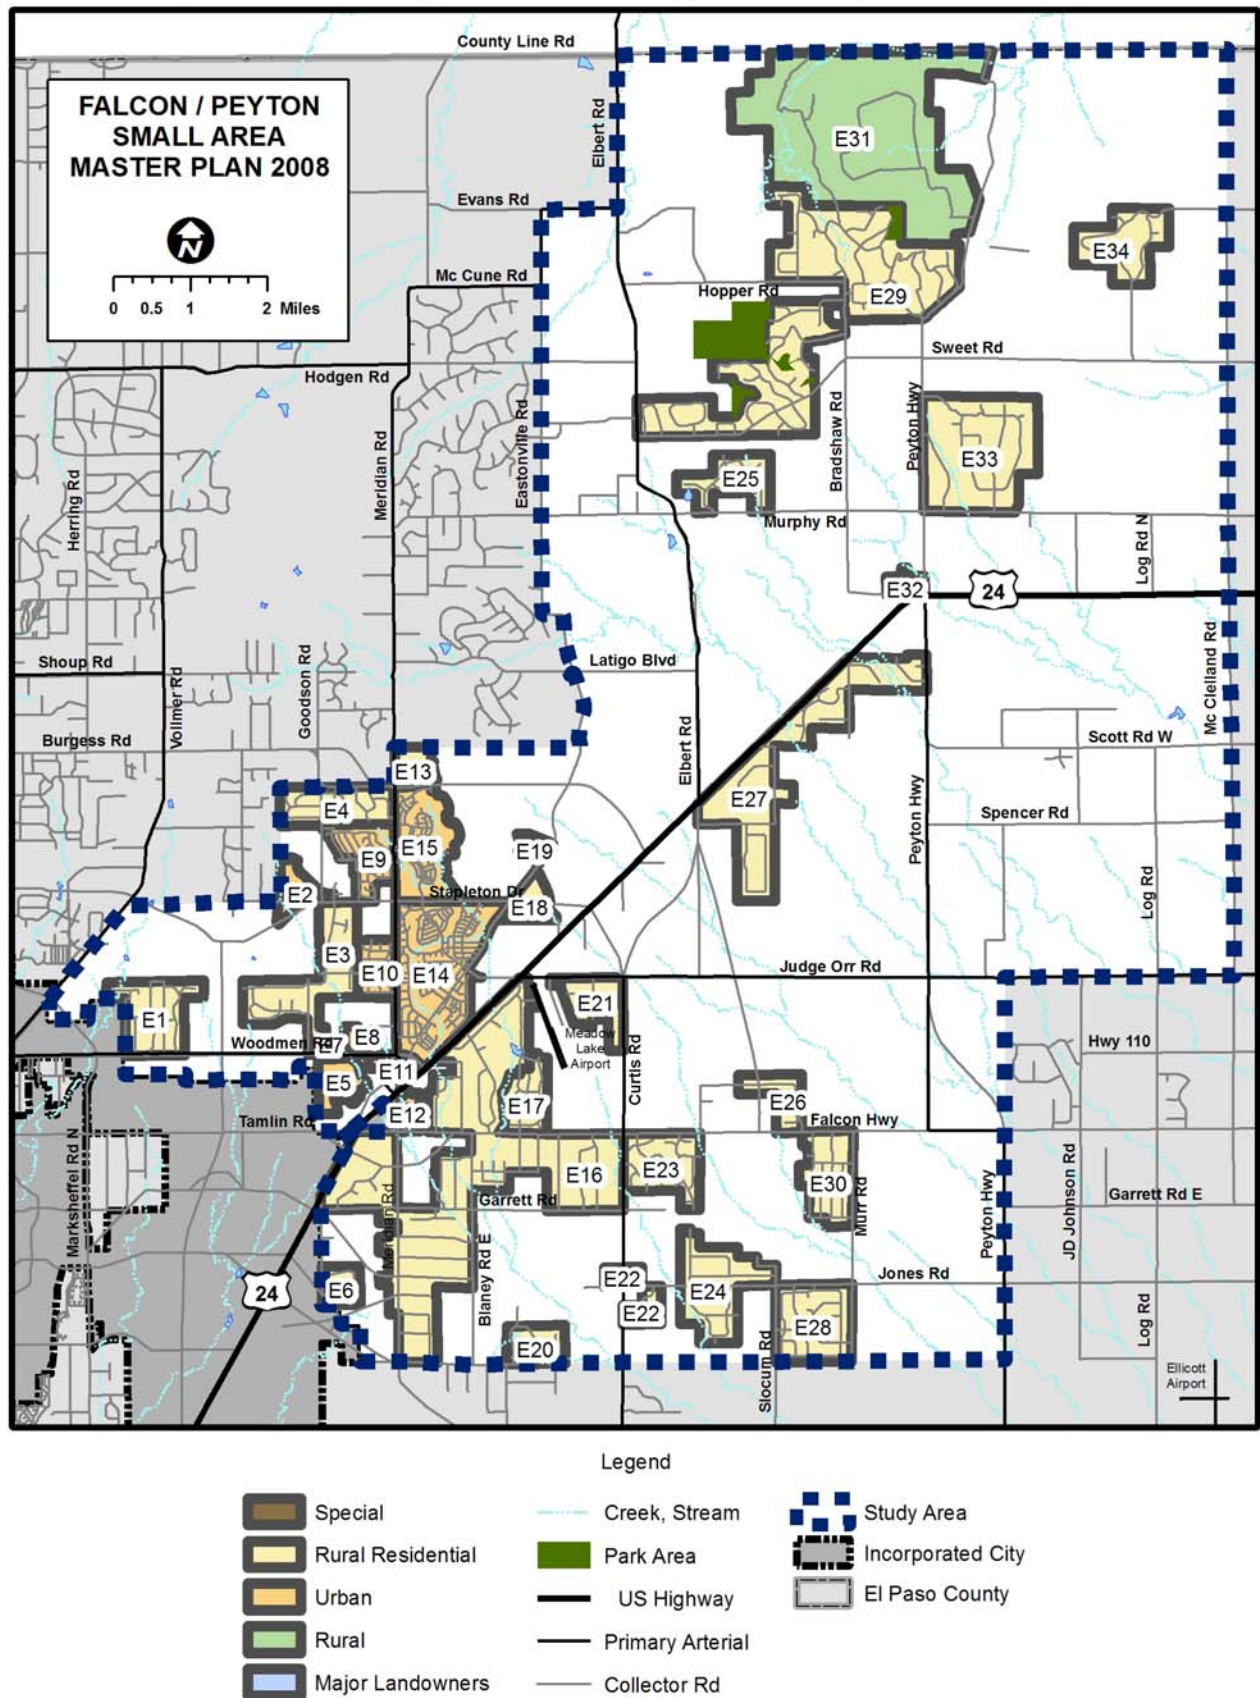 County Line Rd
FALCON / PEYTON
SMALL AREA
MASTER PLAN 2008
N
0 0.5 1 2 Miles
Elbert Rd
E31
Evans Rd
E34
Mc Cune Rd
Hopper Rd
E29
Sweet Rd
Hodgen Rd
Herring Rd
Meridian Rd
Eastonville Rd
Bradshaw Rd
Peyton Hwy
E33
E25
Murphy Rd
Log Rd N
E32
24
Shoup Rd
Vollmer Rd
Goodson Rd
Latigo Blvd
Mc Clelland Rd
Burgess Rd
Scott Rd W
Elbert Rd
E13
E27
Peyton Hwy
Spencer Rd
E4
E15
E9
E19
E2
Stapleton Dr
E18
Log Rd
E3
E10
E14
Judge Orr Rd
E1
E21
Woodmen Rd
E7
E8
Meadow
Lake
Airport
Curtis Rd
Hwy 110
E5
E11
E12
E17
E26
Tamlin Rd
Falcon Hwy
Marksheffel Rd N
E16
E23
E30
Murr Rd
Garrett Rd
Meridian Rd
Peyton Hwy
JD Johnson Rd
Garrett Rd E
24
E6
Blaney Rd E
E22
E22
E24
Jones Rd
E28
E20
Slocum Rd
Log Rd
Ellicott
Airport
Legend
Special
Rural Residential
Urban
Rural
Major Landowners
Creek, Stream
Park Area
US Highway
Primary Arterial
Collector Rd
Study Area
Incorporated City
El Paso County